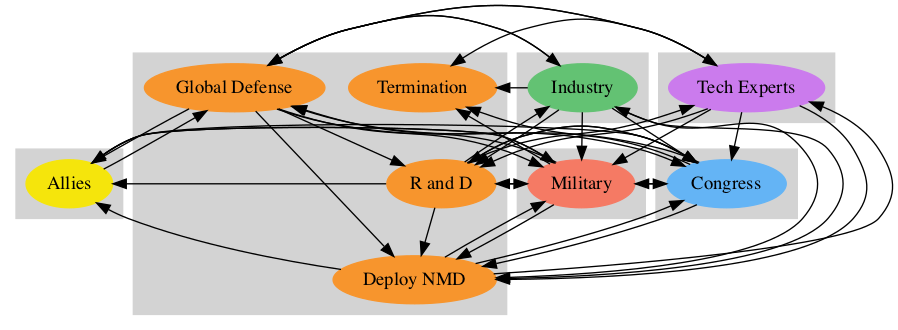 Global Defense
Termination
Industry
Tech Experts
Allies
R and D
Military
Congress
Deploy NMD